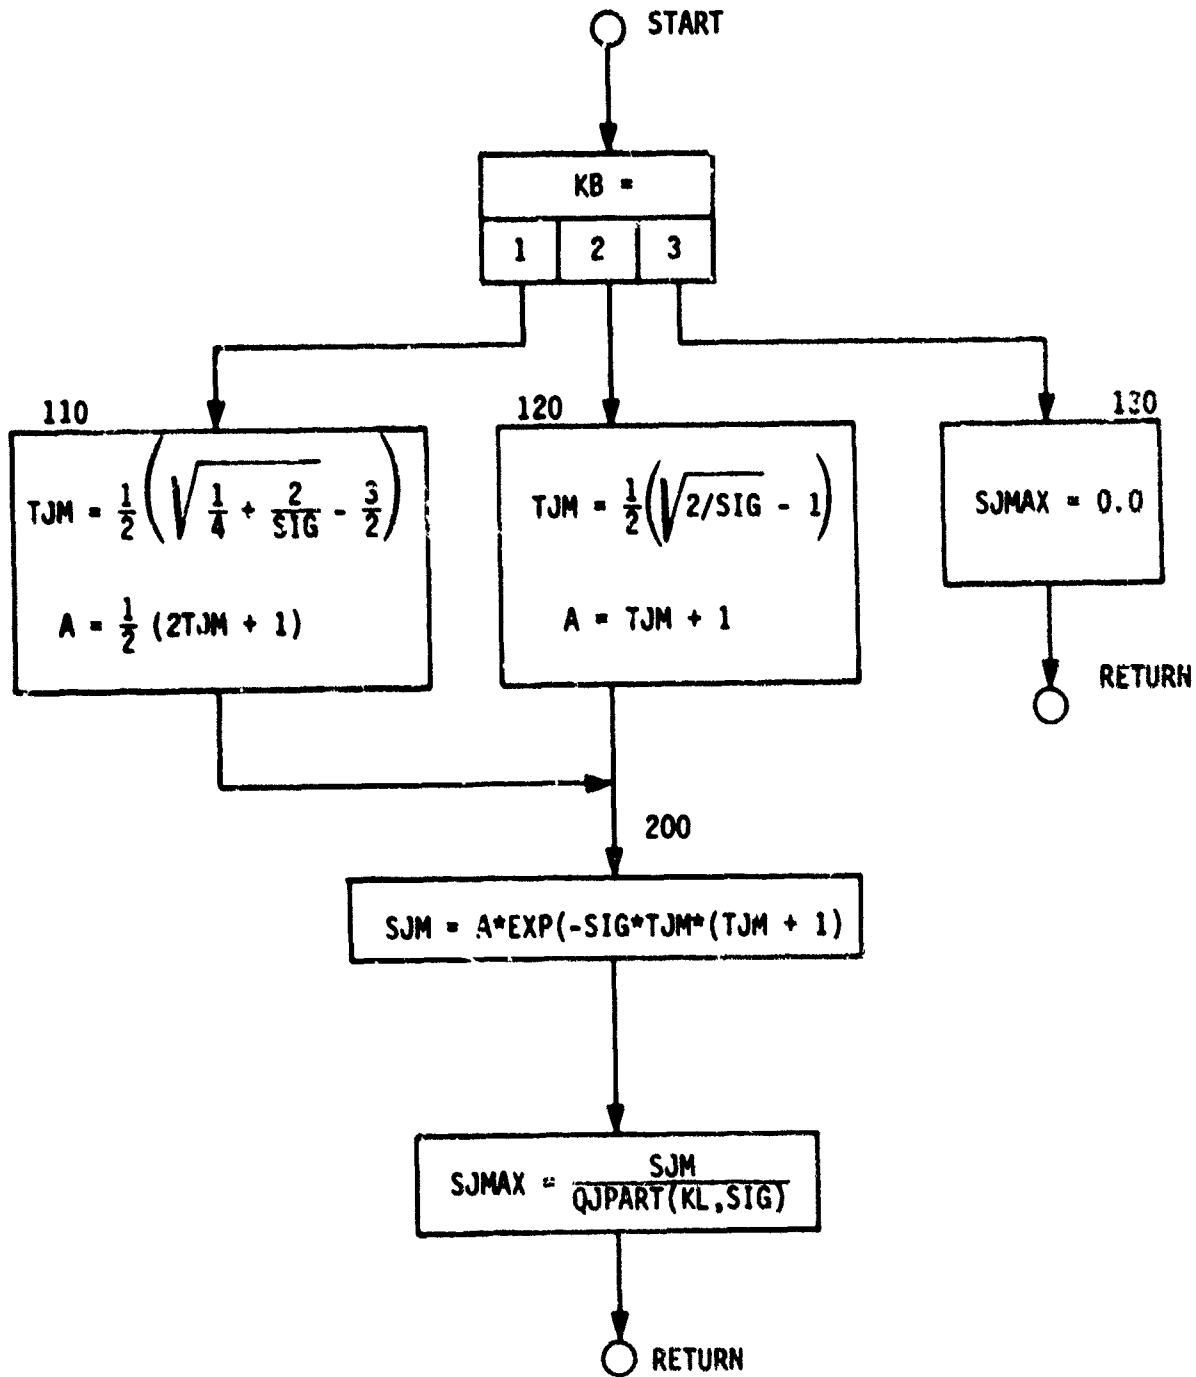 START
KB =
1 2 3
110
120
130
TJM = 1/2 (√(1/4 + 2/SIG) - 3/2)
A = 1/2 (2TJM + 1)
TJM = 1/2 (√(2/SIG) - 1)
A = TJM + 1
SJMAX = 0.0
RETURN
200
SJM = A*EXP(-SIG*TJM*(TJM + 1)
SJMAX = SJM / QJPART(KL,SIG)
RETURN